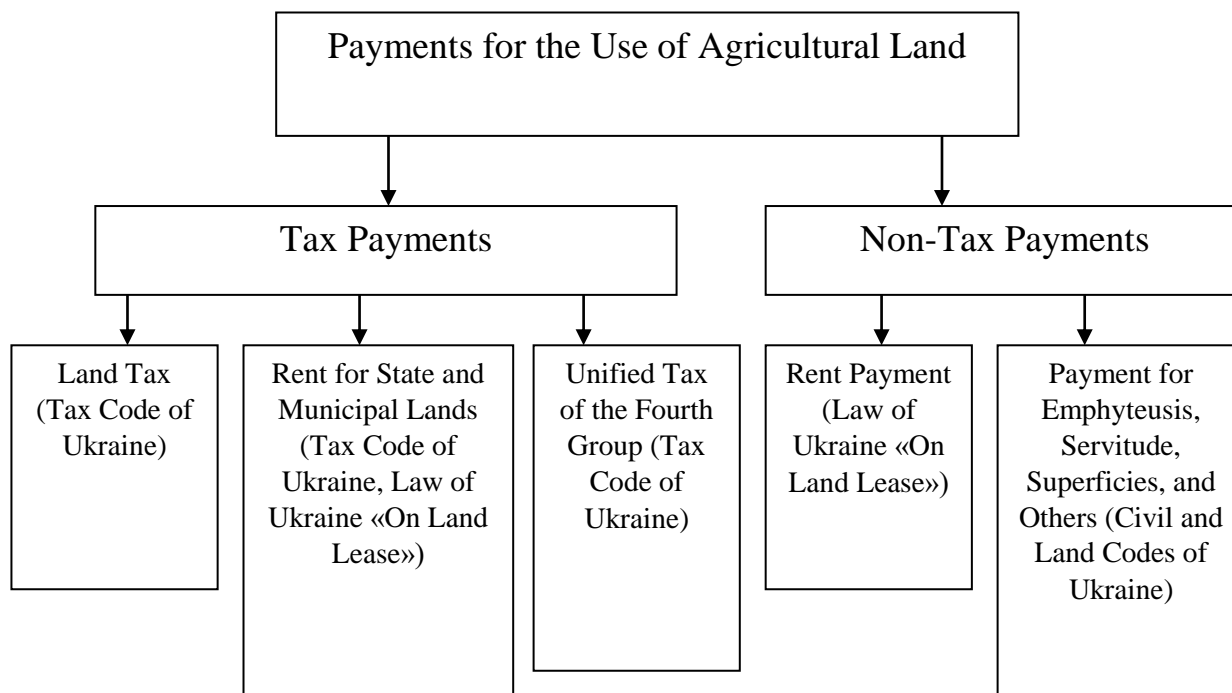 Payments for the Use of Agricultural Land
Tax Payments
Non-Tax Payments
Land Tax
(Tax Code of
Ukraine)
Rent for State and
Municipal Lands
(Tax Code of
Ukraine, Law of
Ukraine «On Land
Lease»)
Unified Tax
of the Fourth
Group (Tax
Code of
Ukraine)
Rent Payment
(Law of
Ukraine «On
Land Lease»)
Payment for
Emphyteusis,
Servitude,
Superficies, and
Others (Civil and
Land Codes of
Ukraine)